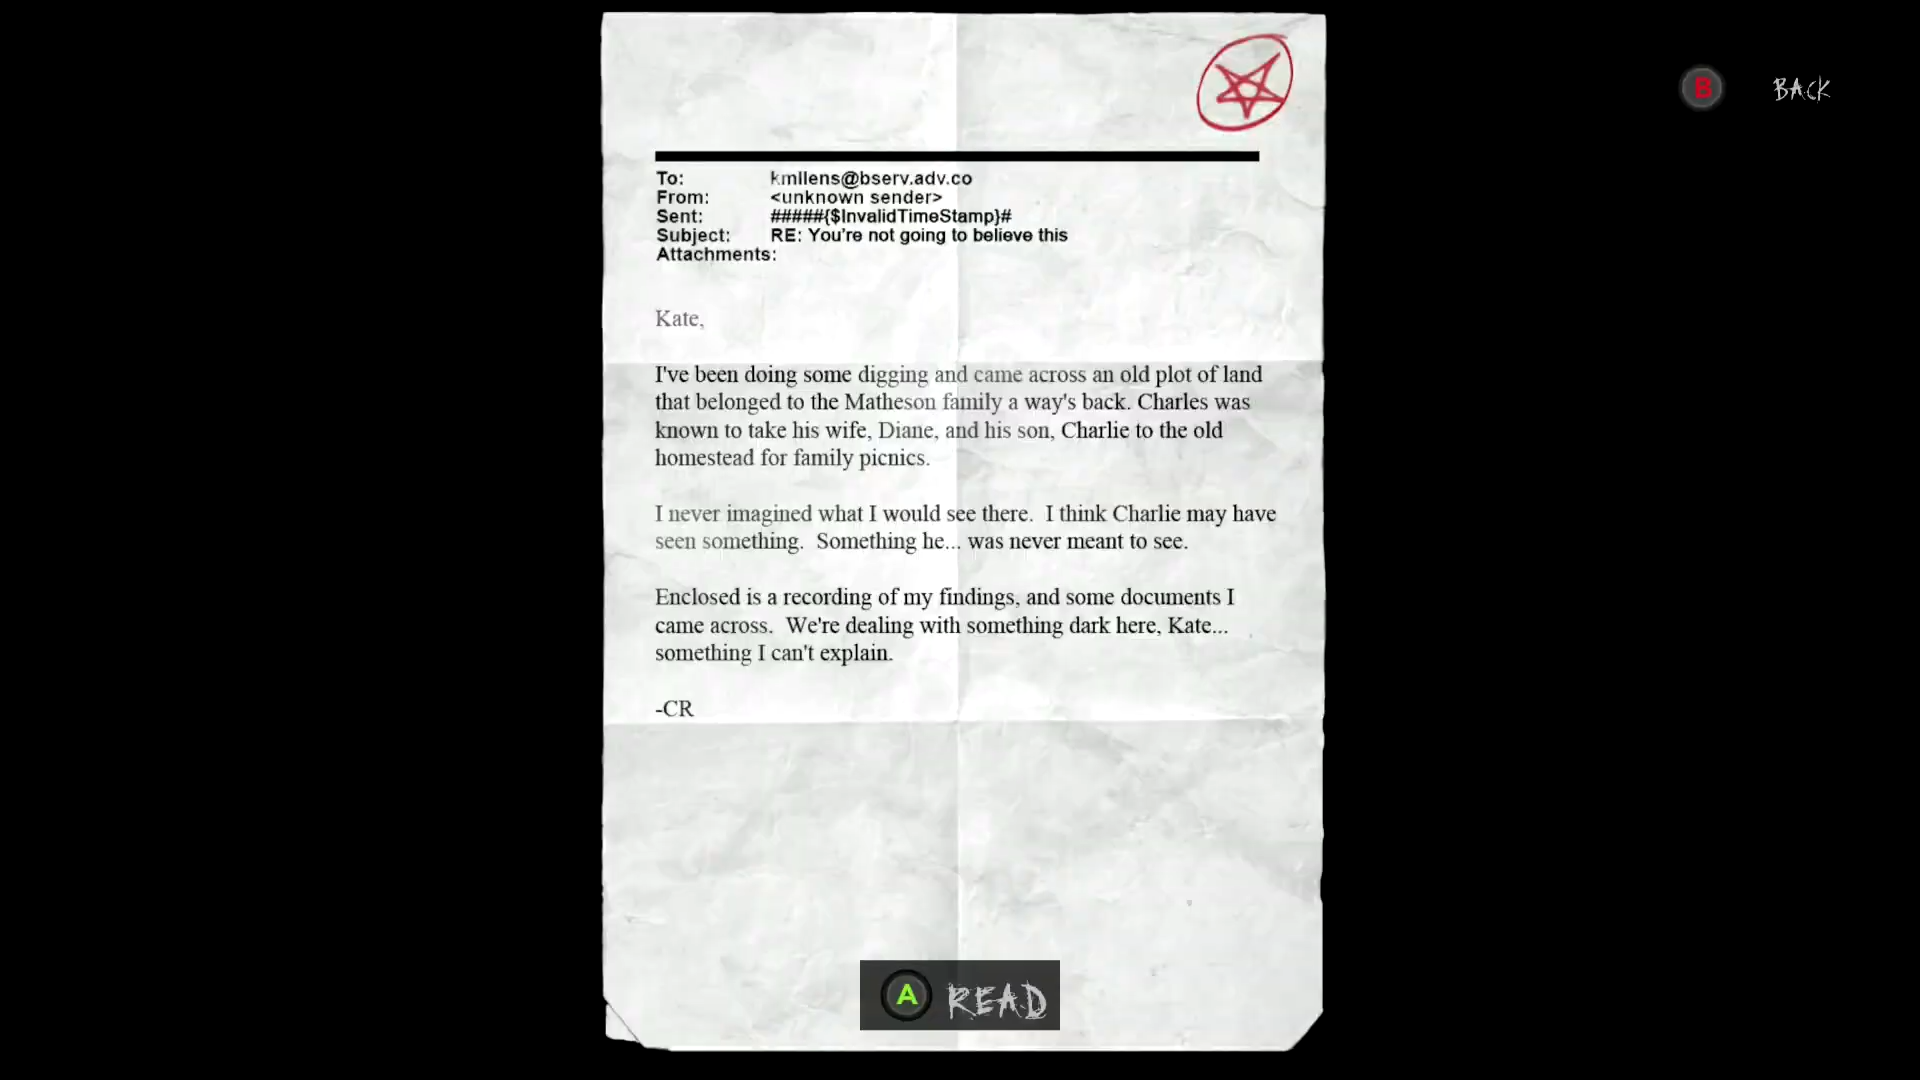 B BACK
To: kmilens@bserv.adv.co
From: <unknown sender>
Sent: #####{$InvalidTimeStamp}#
Subject: RE: You're not going to believe this
Attachments:
Kate,
I've been doing some digging and came across an old plot of land
that belonged to the Matheson family a way's back. Charles was
known to take his wife, Diane, and his son, Charlie to the old
homestead for family picnics.
I never imagined what I would see there.  I think Charlie may have
seen something.  Something he... was never meant to see.
Enclosed is a recording of my findings, and some documents I
came across.  We're dealing with something dark here, Kate...
something I can't explain.
-CR
A READ